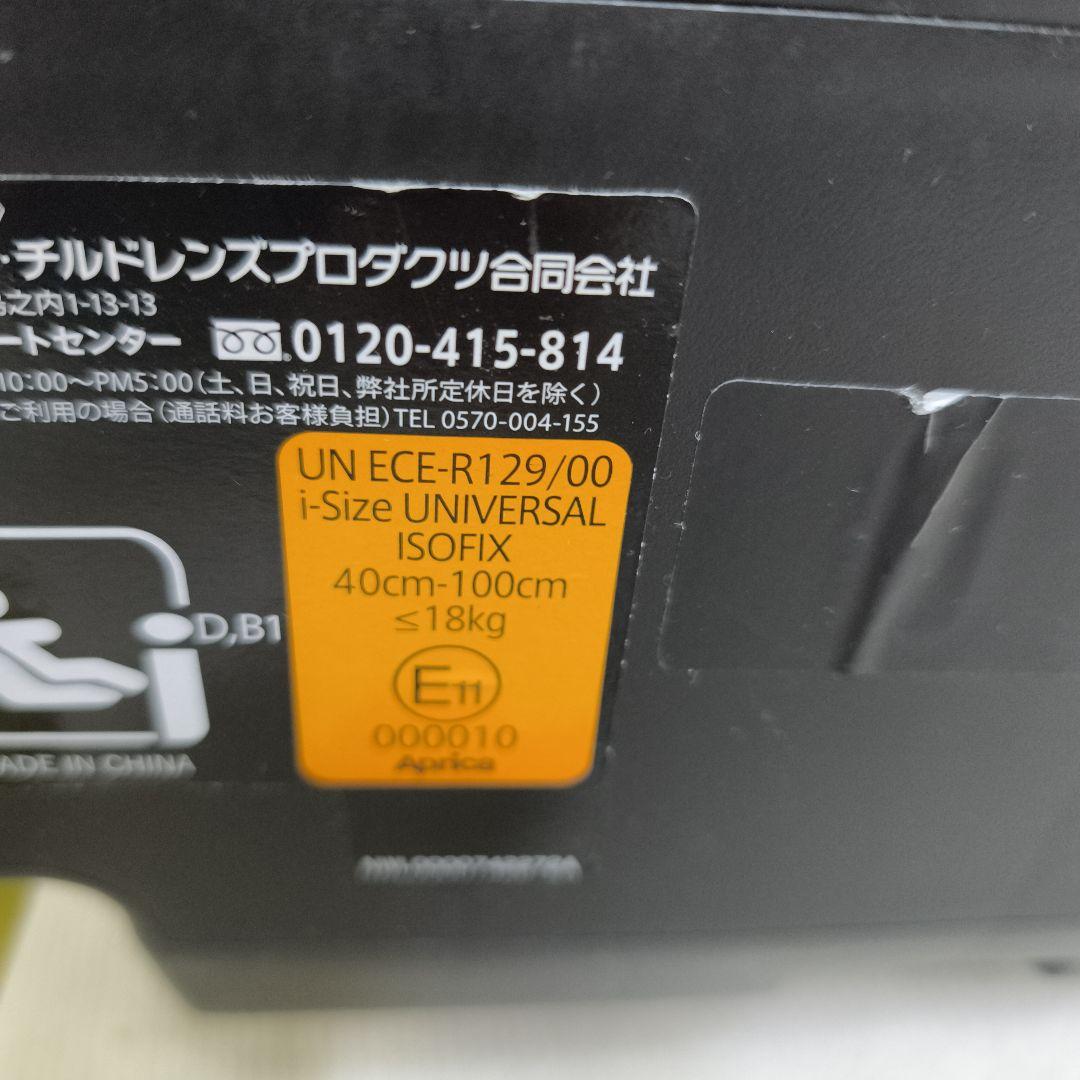 ・チルドレンズプロダクツ合同会社
之内1-13-13
ートセンター 0120-415-814
10:00～PM5:00(土、日、祝日、弊社所定休日を除く)
ご利用の場合(通話料お客様負担)TEL 0570-004-155
UN ECE-R129/00
i-Size UNIVERSAL
ISOFIX
40cm-100cm
≤18kg
E11
000010
Aprica
D,B1
ADE IN CHINA